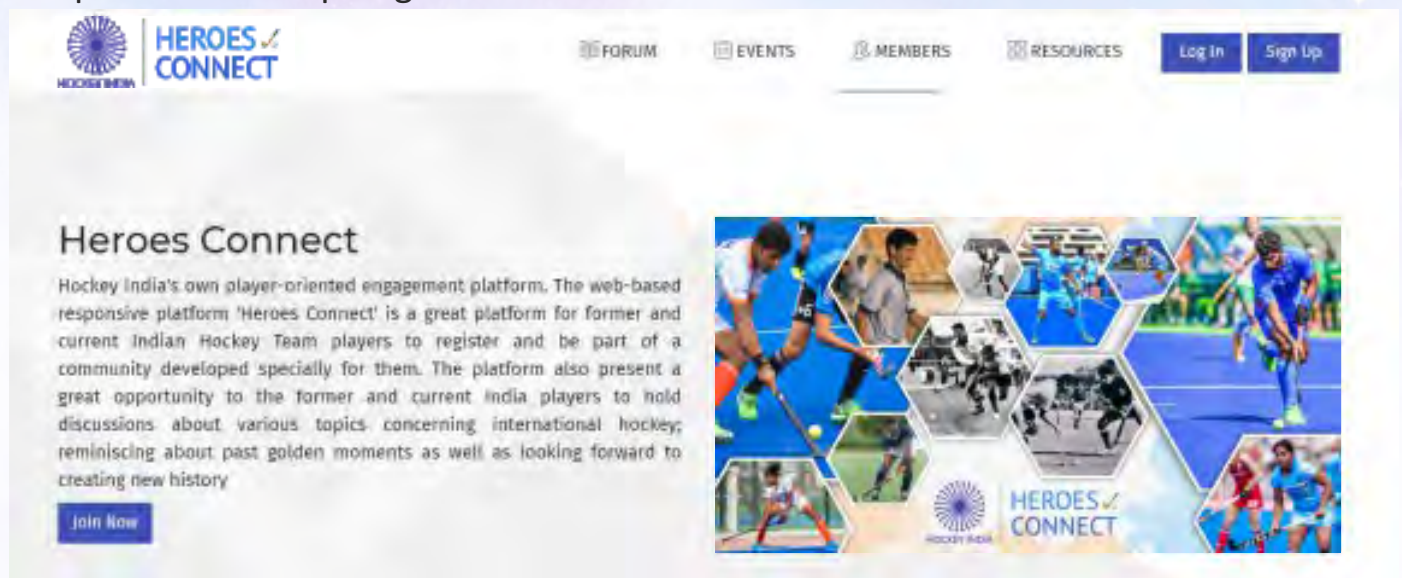 HEROES
CONNECT
HOCKEY INDIA
FORUM
EVENTS
MEMBERS
RESOURCES
Log In
Sign Up
Heroes Connect
Hockey India's own player-oriented engagement platform. The web-based
responsive platform 'Heroes Connect' is a great platform for former and
current Indian Hockey Team players to register and be part of a
community developed specially for them. The platform also present a
great opportunity to the former and current India players to hold
discussions about various topics concerning international hockey;
reminiscing about past golden moments as well as looking forward to
creating new history
Join Now
HEROES
CONNECT
HOCKEY INDIA